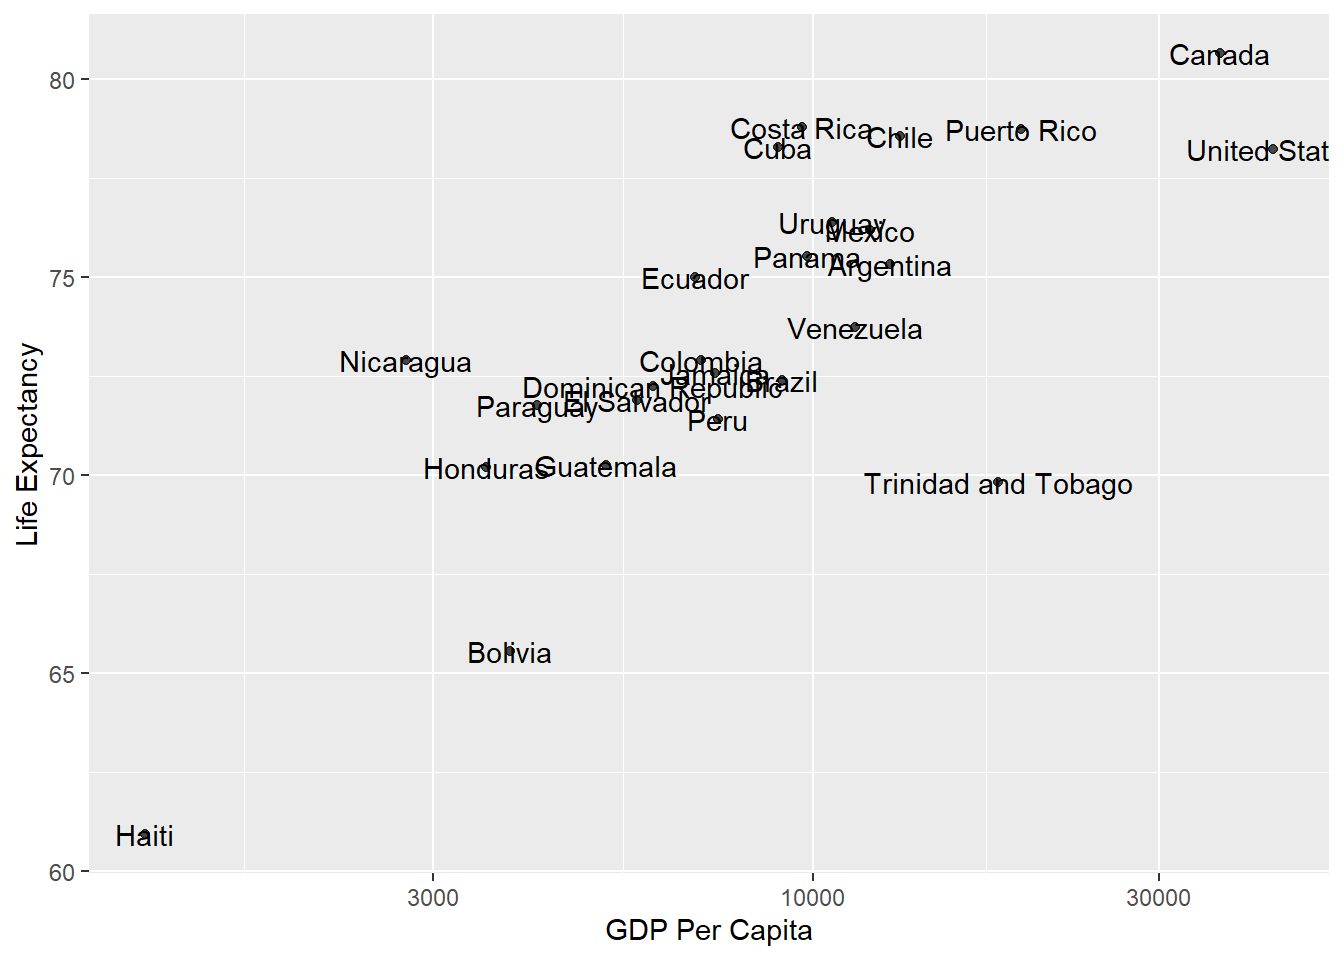 Canada
80
Costa Rica
Chile
Puerto Rico
Cuba
United Stat
Uruguay
Mexico
Panama
Argentina
75
Ecuador
Venezuela
Nicaragua
Colombia
Jamaica
Brazil
Dominican Republic
El Salvador
Paraguay
Peru
Honduras
Guatemala
70
Trinidad and Tobago
65
Bolivia
Haiti
60
3000
10000
30000
GDP Per Capita
Life Expectancy